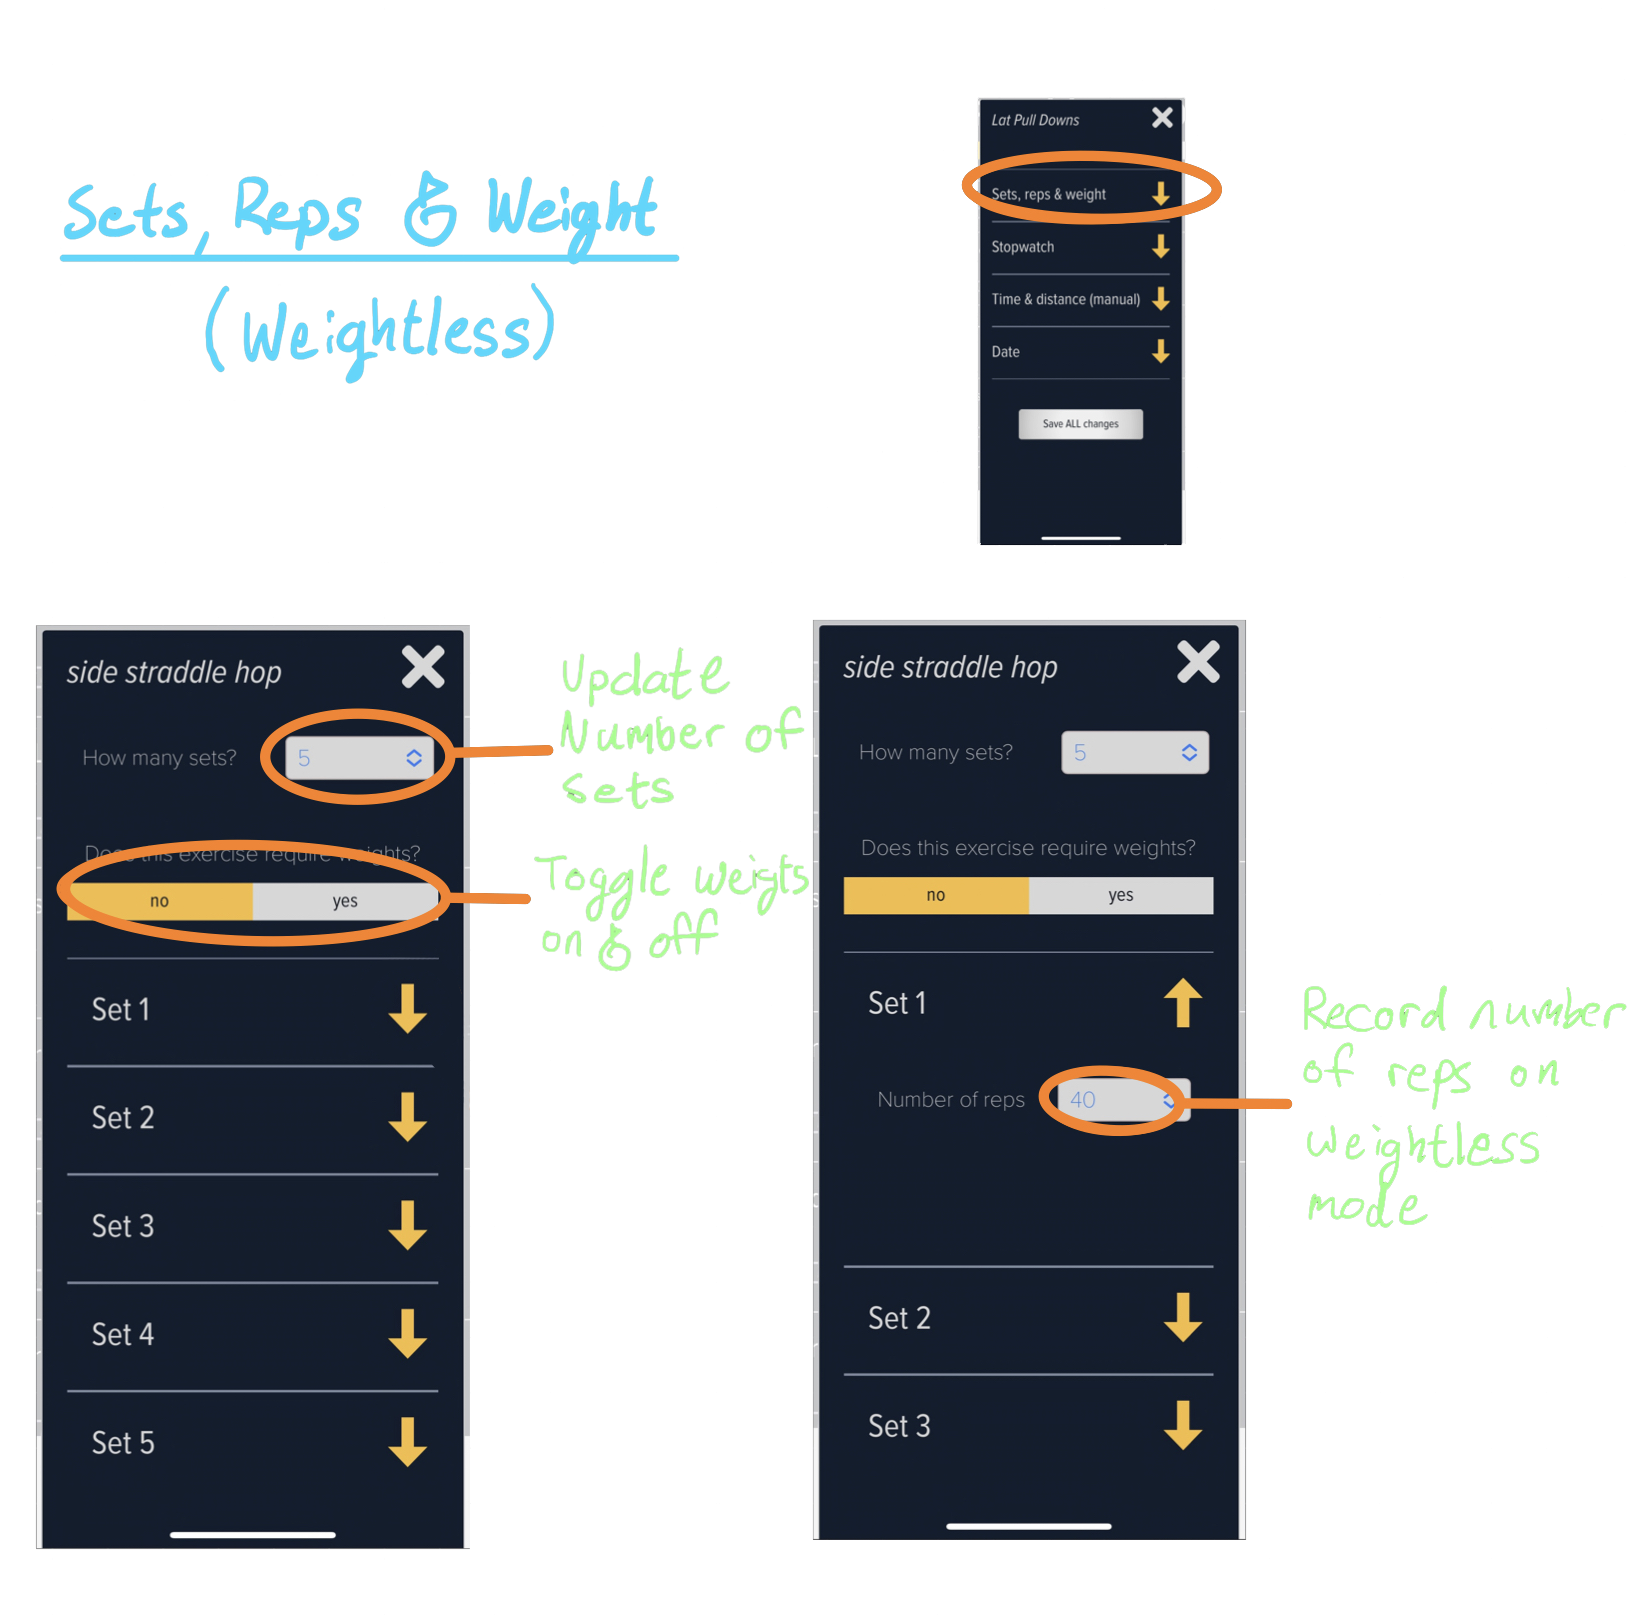 Sets, Reps & Weight
(Weightless)
Lat Pull Downs
Sets, reps & weight
Stopwatch
Time & distance (manual)
Date
Save ALL changes
side straddle hop
How many sets?
5
Does this exercise require weights?
no
yes
Set 1
Set 2
Set 3
Set 4
Set 5
Update
Number of
sets
Toggle weigts
on & off
side straddle hop
How many sets?
5
Does this exercise require weights?
no
yes
Set 1
Number of reps
40
Set 2
Set 3
Record number
of reps on
weightless
mode